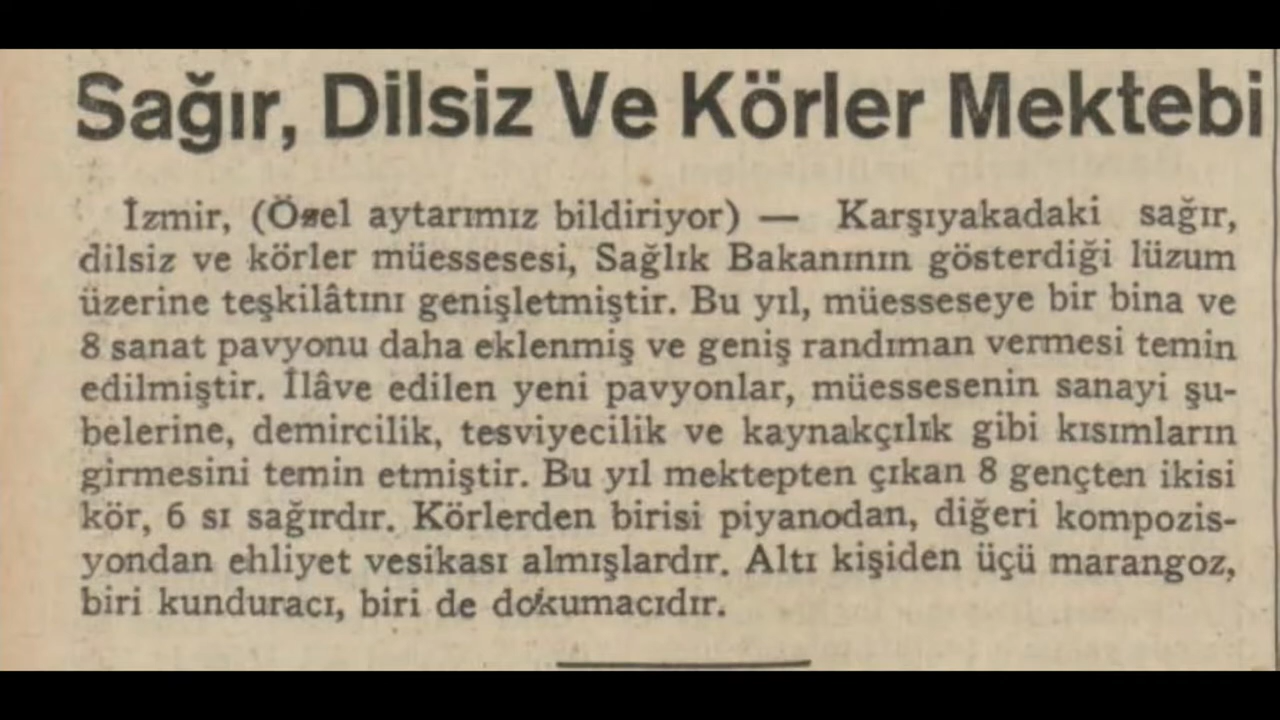 Sağır, Dilsiz Ve Körler Mektebi
İzmir, (Özel aytarımız bildiriyor) — Karşıyakadaki sağır,
dilsiz ve körler müessesesi, Sağlık Bakanının gösterdiği lüzum
üzerine teşkilâtını genişletmiştir. Bu yıl, müesseseye bir bina ve
8 sanat pavyonu daha eklenmiş ve geniş randıman vermesi temin
edilmiştir. İlâve edilen yeni pavyonlar, müessesenin sanayi şu-
belerine, demircilik, tesviyecilik ve kaynakçılık gibi kısımların
girmesini temin etmiştir. Bu yıl mektepten çıkan 8 gençten ikisi
kör, 6 sı sağırdır. Körlerden birisi piyanodan, diğeri kompozis-
yondan ehliyet vesikası almışlardır. Altı kişiden üçü marangoz,
biri kunduracı, biri de dokumacıdır.